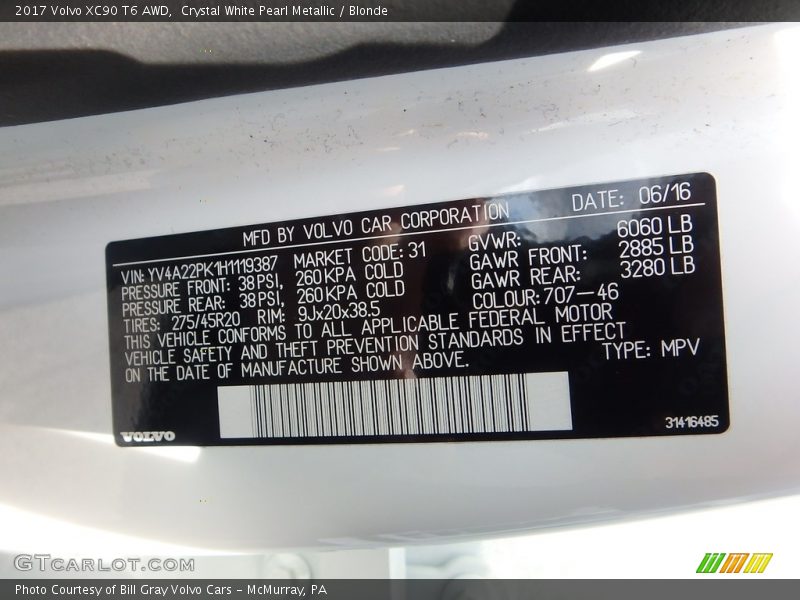 2017 Volvo XC90 T6 AWD, Crystal White Pearl Metallic / Blonde
MFD BY VOLVO CAR CORPORATION DATE: 06/16
VIN: YV4A22PK1H1119387 MARKET CODE: 31 GVWR: 6060 LB
PRESSURE FRONT: 38PSI, 260KPA COLD GAWR FRONT: 2885 LB
PRESSURE REAR: 38PSI, 260KPA COLD GAWR REAR: 3280 LB
TIRES: 275/45R20 RIM: 9Jx20x38.5 COLOUR: 707-46
THIS VEHICLE CONFORMS TO ALL APPLICABLE FEDERAL MOTOR
VEHICLE SAFETY AND THEFT PREVENTION STANDARDS IN EFFECT
ON THE DATE OF MANUFACTURE SHOWN ABOVE. TYPE: MPV
VOLVO 31416485
GTCARLOT.COM
Photo Courtesy of Bill Gray Volvo Cars - McMurray, PA